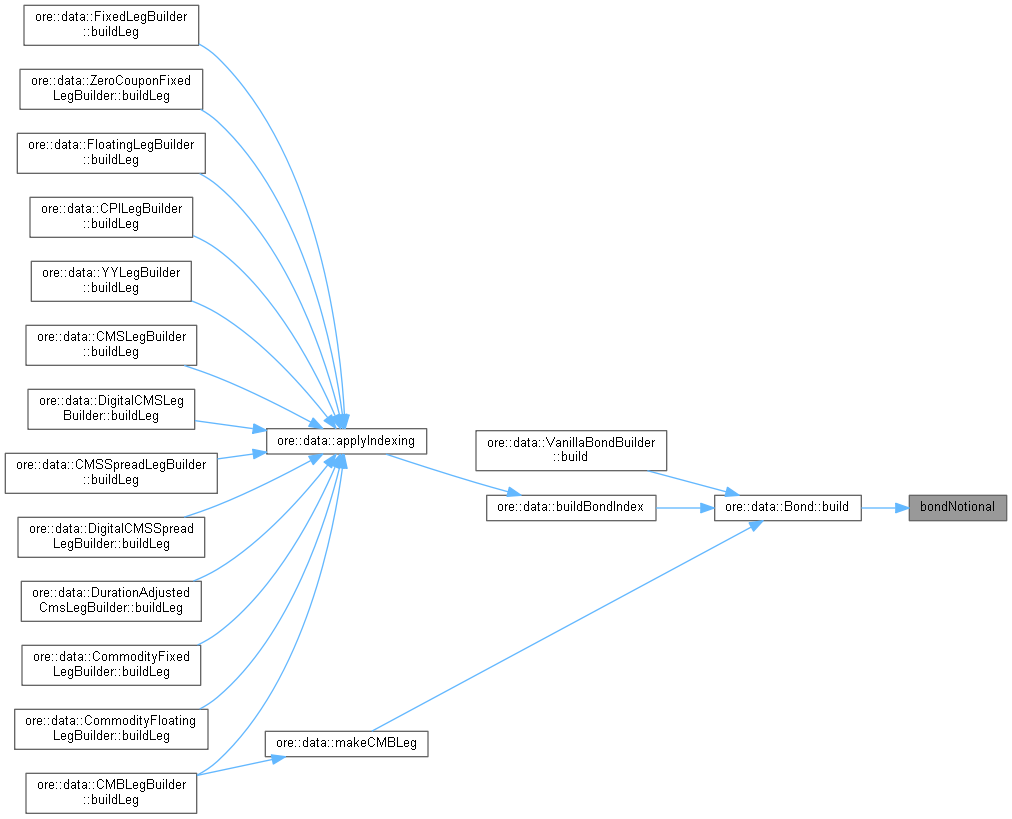 ore::data::FixedLegBuilder
::buildLeg
ore::data::ZeroCouponFixed
LegBuilder::buildLeg
ore::data::FloatingLegBuilder
::buildLeg
ore::data::CPILegBuilder
::buildLeg
ore::data::YYLegBuilder
::buildLeg
ore::data::CMSLegBuilder
::buildLeg
ore::data::DigitalCMSLeg
Builder::buildLeg
ore::data::CMSSpreadLegBuilder
::buildLeg
ore::data::DigitalCMSSpread
LegBuilder::buildLeg
ore::data::DurationAdjusted
CmsLegBuilder::buildLeg
ore::data::CommodityFixed
LegBuilder::buildLeg
ore::data::CommodityFloating
LegBuilder::buildLeg
ore::data::CMBLegBuilder
::buildLeg
ore::data::applyIndexing
ore::data::makeCMBLeg
ore::data::VanillaBondBuilder
::build
ore::data::buildBondIndex
ore::data::Bond::build
bondNotional